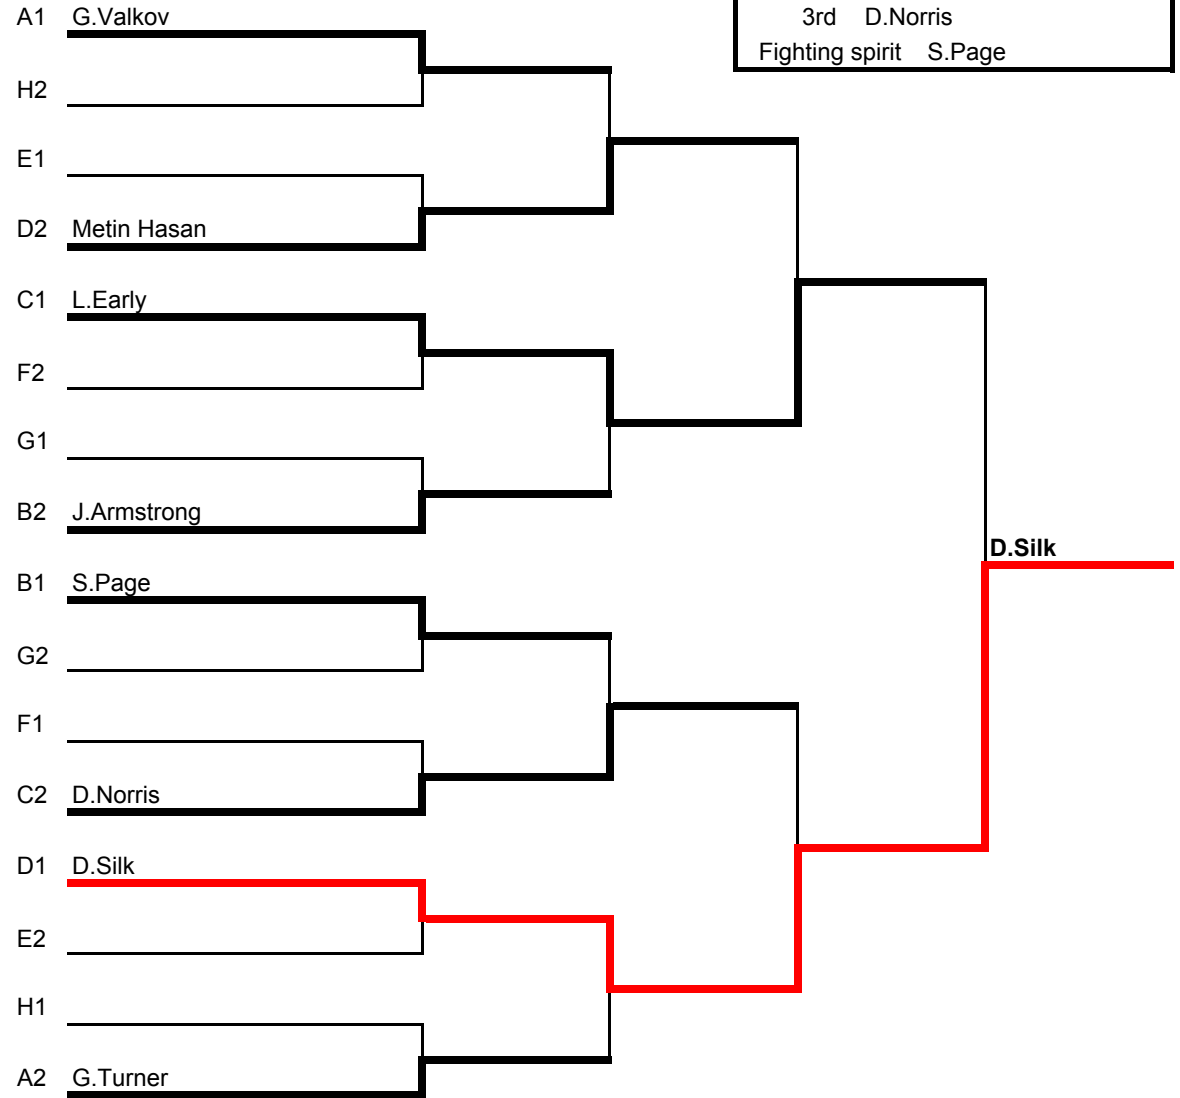 A1 G.Valkov
3rd D.Norris
Fighting spirit S.Page
H2
E1
D2 Metin Hasan
C1 L.Early
F2
G1
B2 J.Armstrong
D.Silk
B1 S.Page
G2
F1
C2 D.Norris
D1 D.Silk
E2
H1
A2 G.Turner